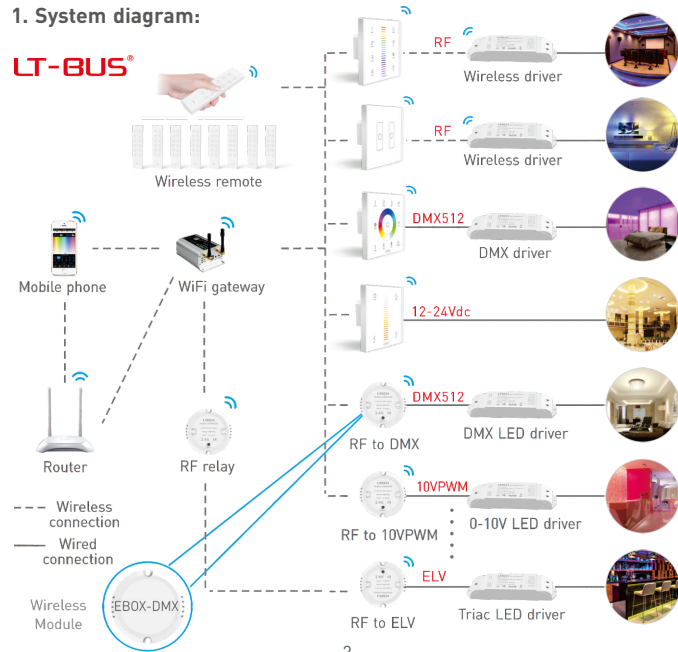 1. System diagram:
LT-BUS®
Wireless remote
RF
Wireless driver
RF
Wireless driver
Mobile phone
WiFi gateway
DMX512
DMX driver
12-24Vdc
Router
RF relay
RF to DMX
DMX512
DMX LED driver
RF to 10VPWM
10VPWM
0-10V LED driver
Wireless
connection
Wired
connection
Wireless
Module
EBOX-DMX
RF to ELV
ELV
Triac LED driver